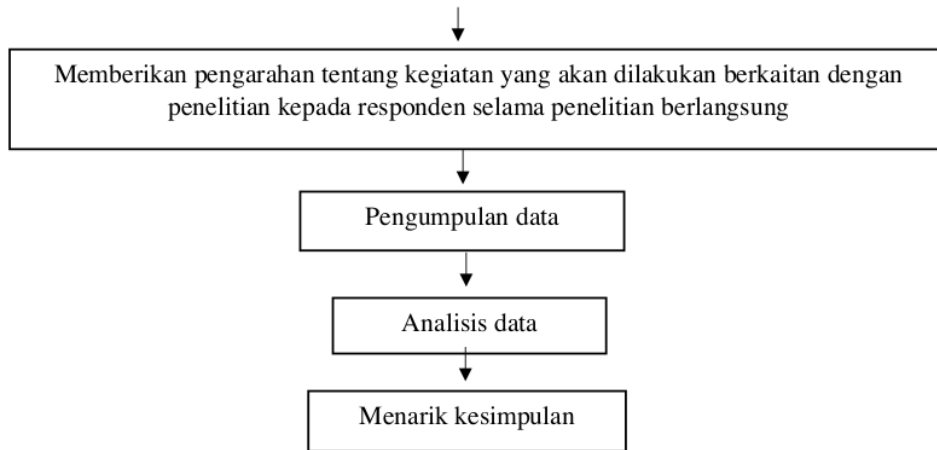 Memberikan pengarahan tentang kegiatan yang akan dilakukan berkaitan dengan
penelitian kepada responden selama penelitian berlangsung
Pengumpulan data
Analisis data
Menarik kesimpulan